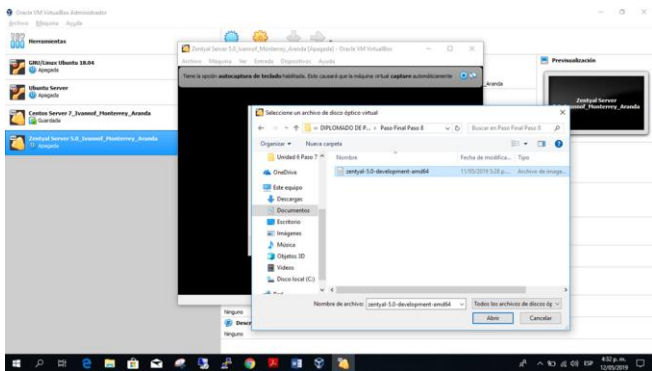 Oracle VM VirtualBox Administrador
Archivo Máquina Ayuda
Herramientas
GNU/Linux Ubuntu 18.04
Apagada
Ubuntu Server
Apagada
Centos Server 7_Ivannof_Monterrey_Aranda
Guardada
Zentyal Server 5.0_Ivannof_Monterrey_Aranda
Apagada
Zentyal Server 5.0_Ivannof_Monterrey_Aranda [Apagada] - Oracle VM VirtualBox
Archivo Máquina Ver Entrada Dispositivos Ayuda
Tiene la opción autocaptura de teclado habilitada. Esto causará que la máquina virtual capture automáticamente
_Aranda
Previsualización
Zentyal Server
Monterrey_Aranda
Seleccione un archivo de disco óptico virtual
« DIPLOMADO DE P... › Paso Final Paso 8
Buscar en Paso Final Paso 8
Organizar Nueva carpeta
Unidad 6 Paso 7
OneDrive
Este equipo
Descargas
Documentos
Escritorio
Imágenes
Música
Objetos 3D
Videos
Disco local (C:)
Nombre Fecha de modifica... Tipo
zentyal-5.0-development-amd64 11/05/2019 5:28 p.... Archivo de image...
Nombre de archivo: zentyal-5.0-development-amd64
Todos los archivos de discos óp
Abrir Cancelar
Ninguno
Descr
Ninguno
ESP
4:32 p. m.
12/05/2019